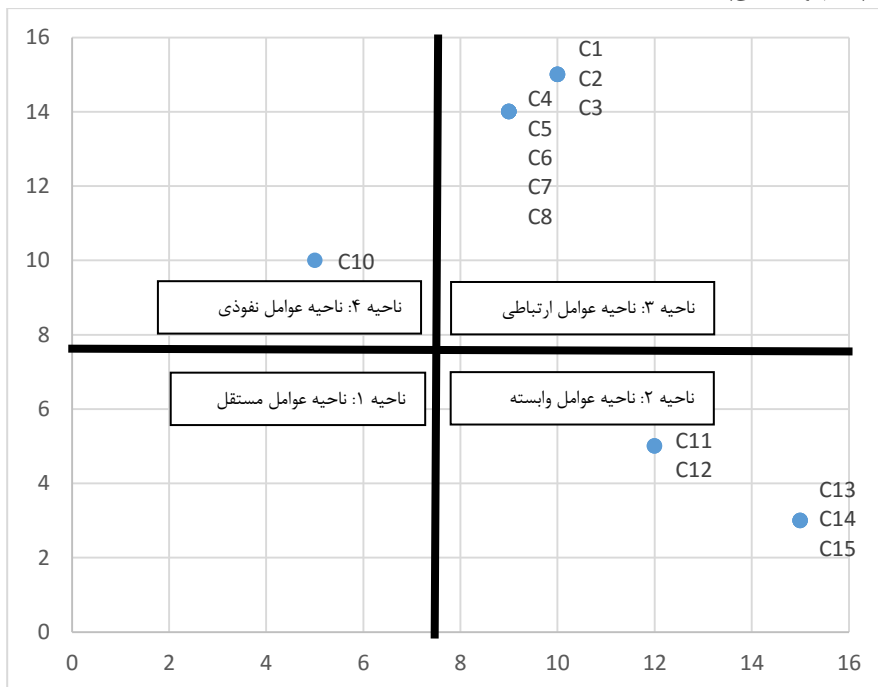 16
14
12
10
8
6
4
2
0
C1
C2
C3
C4
C5
C6
C7
C8
C10
ناحیه ۴: ناحیه عوامل نفوذی
ناحیه ۳: ناحیه عوامل ارتباطی
ناحیه ۱: ناحیه عوامل مستقل
ناحیه ۲: ناحیه عوامل وابسته
C11
C12
C13
C14
C15
0 2 4 6 8 10 12 14 16